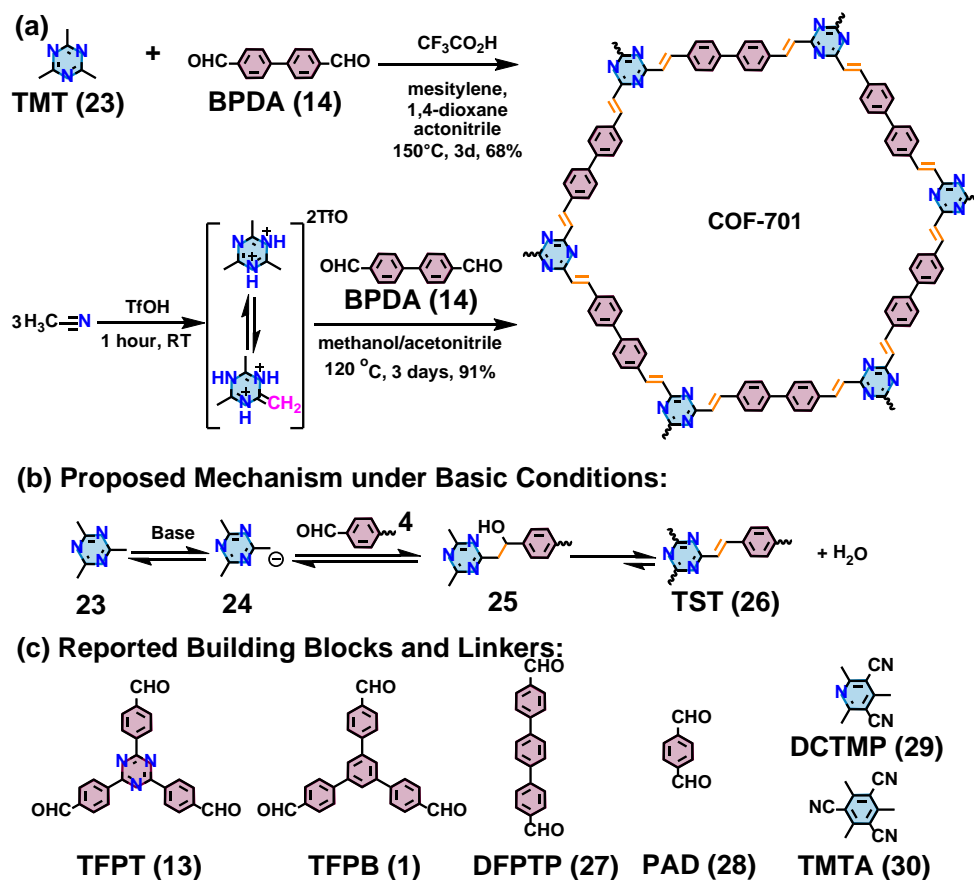 (a)
N N N
TMT (23)
+
OHC CHO
BPDA (14)
CF₃CO₂H
mesitylene,
1,4-dioxane
actonitrile
150°C, 3d, 68%
COF-701
3H₃C N
TfOH
1 hour, RT
2TfO
N + NH
N +
H
HN + NH
N +
H
CH₂
OHC CHO
BPDA (14)
methanol/acetonitrile
120 °C, 3 days, 91%
N N N
N N N
N N N
N N N
N N N
N N N
(b) Proposed Mechanism under Basic Conditions:
N N N
23
Base
N N N
24
OHC 4
HO
N N N
25
N N N
TST (26)
+ H₂O
(c) Reported Building Blocks and Linkers:
CHO
N N N
OHC CHO
TFPT (13)
CHO
OHC CHO
TFPB (1)
CHO
CHO
DFPTP (27)
CHO
CHO
PAD (28)
CN
N
CN
DCTMP (29)
CN
NC
CN
TMTA (30)